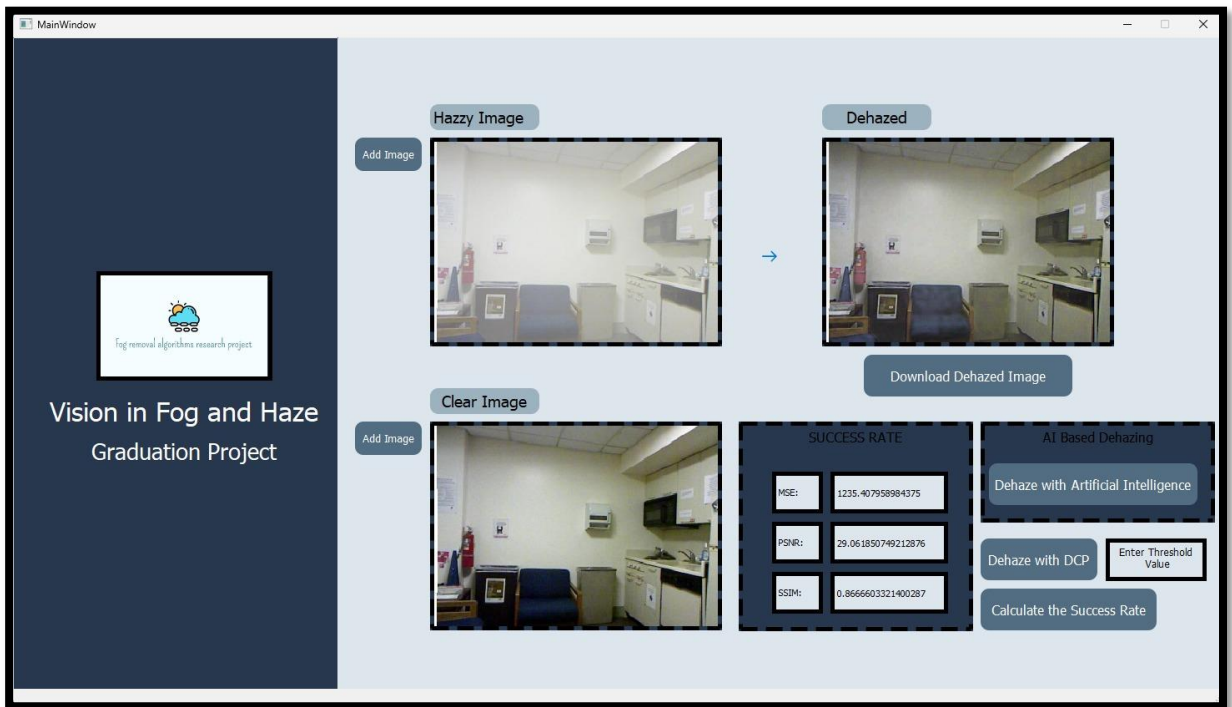 MainWindow
Hazzy Image
Dehazed
Add Image
Fog removal algorithms research project
Vision in Fog and Haze
Graduation Project
Download Dehazed Image
Clear Image
Add Image
SUCCESS RATE
MSE:
1235.407958984375
PSNR:
29.061850749212876
SSIM:
0.8666603321400287
AI Based Dehazing
Dehaze with Artificial Intelligence
Dehaze with DCP
Enter Threshold
Value
Calculate the Success Rate